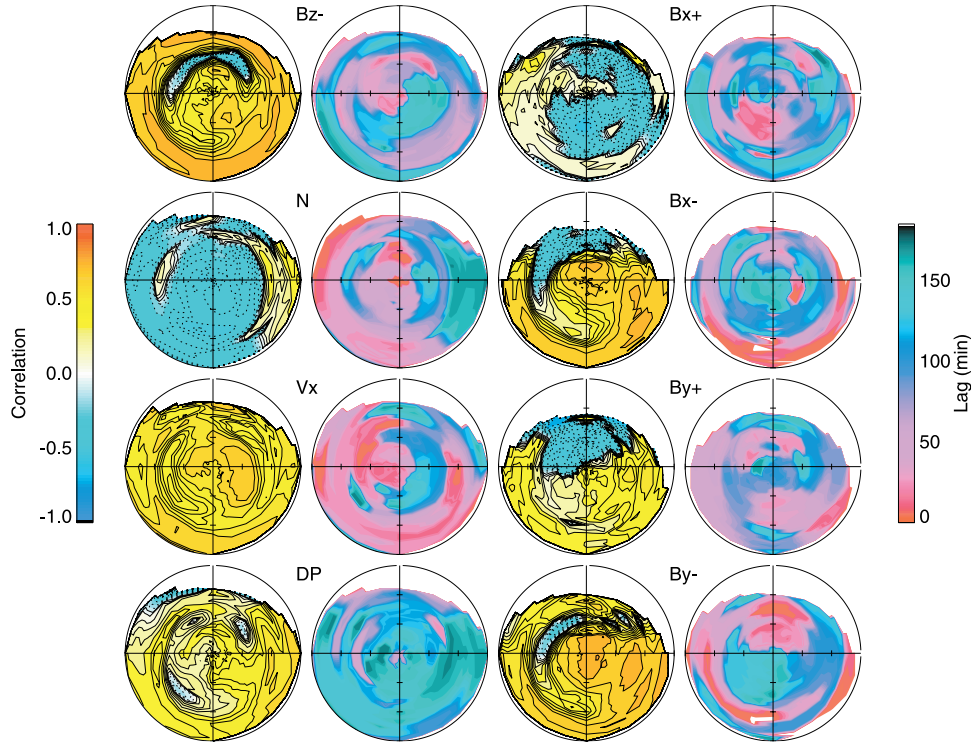 Bz-
Bx+
N
Bx-
Vx
By+
DP
By-
Correlation
1.0
0.5
0.0
-0.5
-1.0
Lag (min)
150
100
50
0